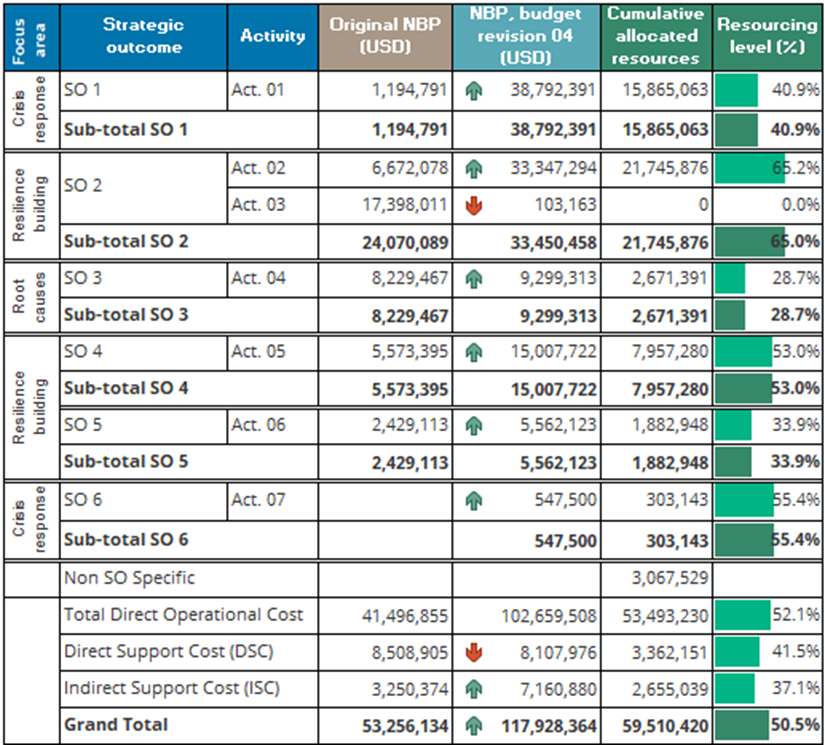 Focus area | Strategic outcome | Activity | Original NBP (USD) | NBP, budget revision 04 (USD) | Cumulative allocated resources | Resourcing level (%)
Crisis response | SO 1 | Act. 01 | 1,194,791 | 38,792,391 | 15,865,063 | 40.9%
Sub-total SO 1 | 1,194,791 | 38,792,391 | 15,865,063 | 40.9%
Resilience building | SO 2 | Act. 02 | 6,672,078 | 33,347,294 | 21,745,876 | 65.2%
Act. 03 | 17,398,011 | 103,163 | 0 | 0.0%
Sub-total SO 2 | 24,070,089 | 33,450,458 | 21,745,876 | 65.0%
Root causes | SO 3 | Act. 04 | 8,229,467 | 9,299,313 | 2,671,391 | 28.7%
Sub-total SO 3 | 8,229,467 | 9,299,313 | 2,671,391 | 28.7%
Resilience building | SO 4 | Act. 05 | 5,573,395 | 15,007,722 | 7,957,280 | 53.0%
Sub-total SO 4 | 5,573,395 | 15,007,722 | 7,957,280 | 53.0%
SO 5 | Act. 06 | 2,429,113 | 5,562,123 | 1,882,948 | 33.9%
Sub-total SO 5 | 2,429,113 | 5,562,123 | 1,882,948 | 33.9%
Crisis response | SO 6 | Act. 07 | 547,500 | 303,143 | 55.4%
Sub-total SO 6 | 547,500 | 303,143 | 55.4%
Non SO Specific | 3,067,529
Total Direct Operational Cost | 41,496,855 | 102,659,508 | 53,493,230 | 52.1%
Direct Support Cost (DSC) | 8,508,905 | 8,107,976 | 3,362,151 | 41.5%
Indirect Support Cost (ISC) | 3,250,374 | 7,160,880 | 2,655,039 | 37.1%
Grand Total | 53,256,134 | 117,928,364 | 59,510,420 | 50.5%